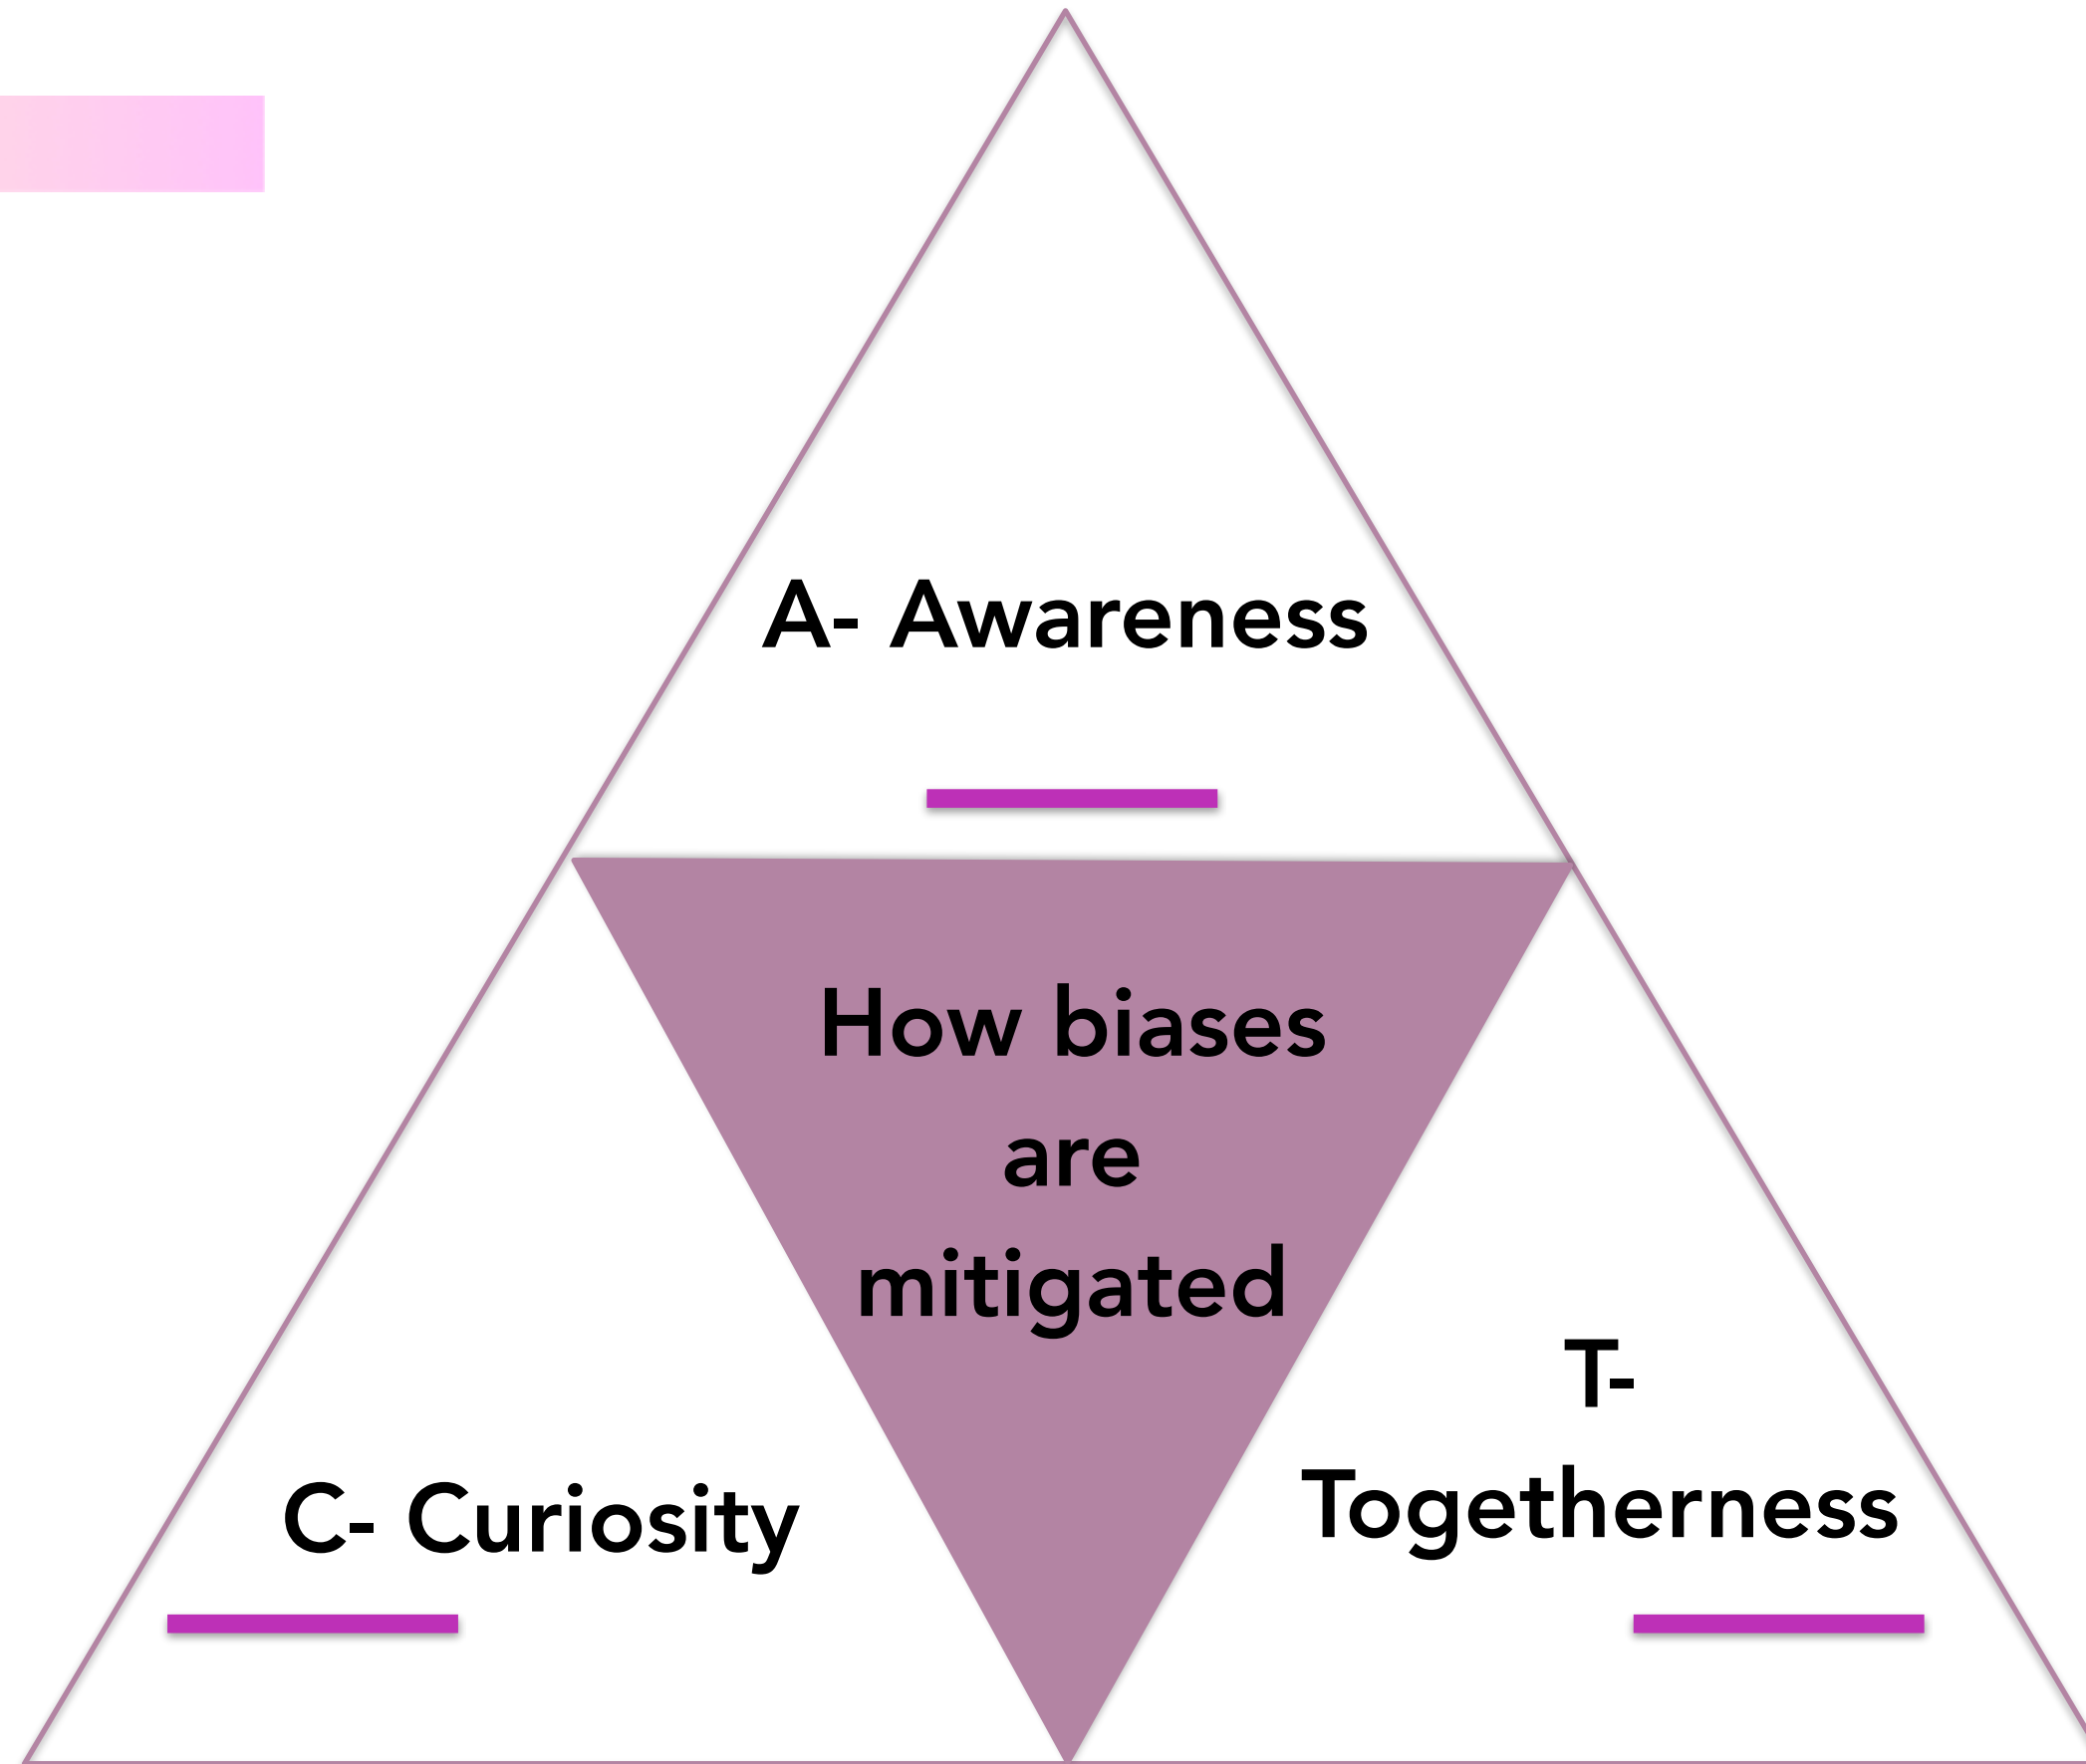 A- Awareness
How biases
are
mitigated
C- Curiosity
T-
Togetherness